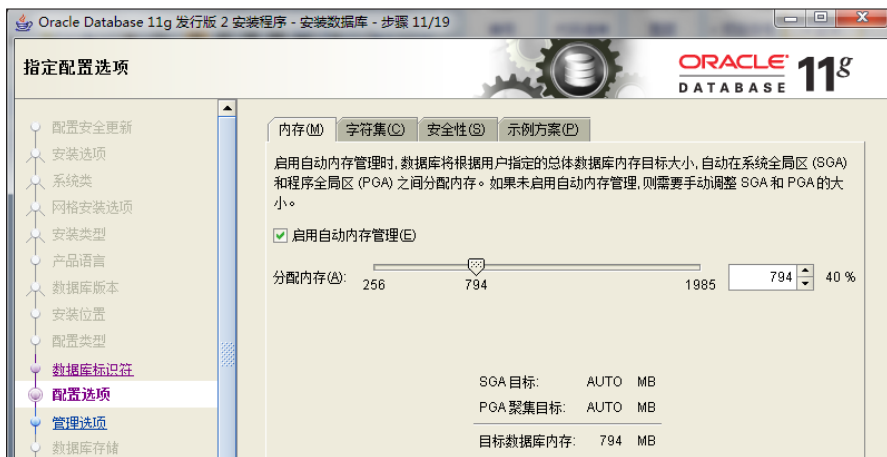 Oracle Database 11g 发行版 2 安装程序 - 安装数据库 - 步骤 11/19
指定配置选项
ORACLE 11g
DATABASE
配置安全更新
安装选项
系统类
网格安装选项
安装类型
产品语言
数据库版本
安装位置
配置类型
数据库标识符
配置选项
管理选项
数据库存储
内存(M) 字符集(C) 安全性(S) 示例方案(P)
启用自动内存管理时, 数据库将根据用户指定的总体数据库内存目标大小, 自动在系统全局区 (SGA)
和程序全局区 (PGA) 之间分配内存。如果未启用自动内存管理, 则需要手动调整 SGA 和 PGA 的大
小。
启用自动内存管理(E)
分配内存(A): 256 794 1985 794 40 %
SGA 目标: AUTO MB
PGA 聚集目标: AUTO MB
目标数据库内存: 794 MB